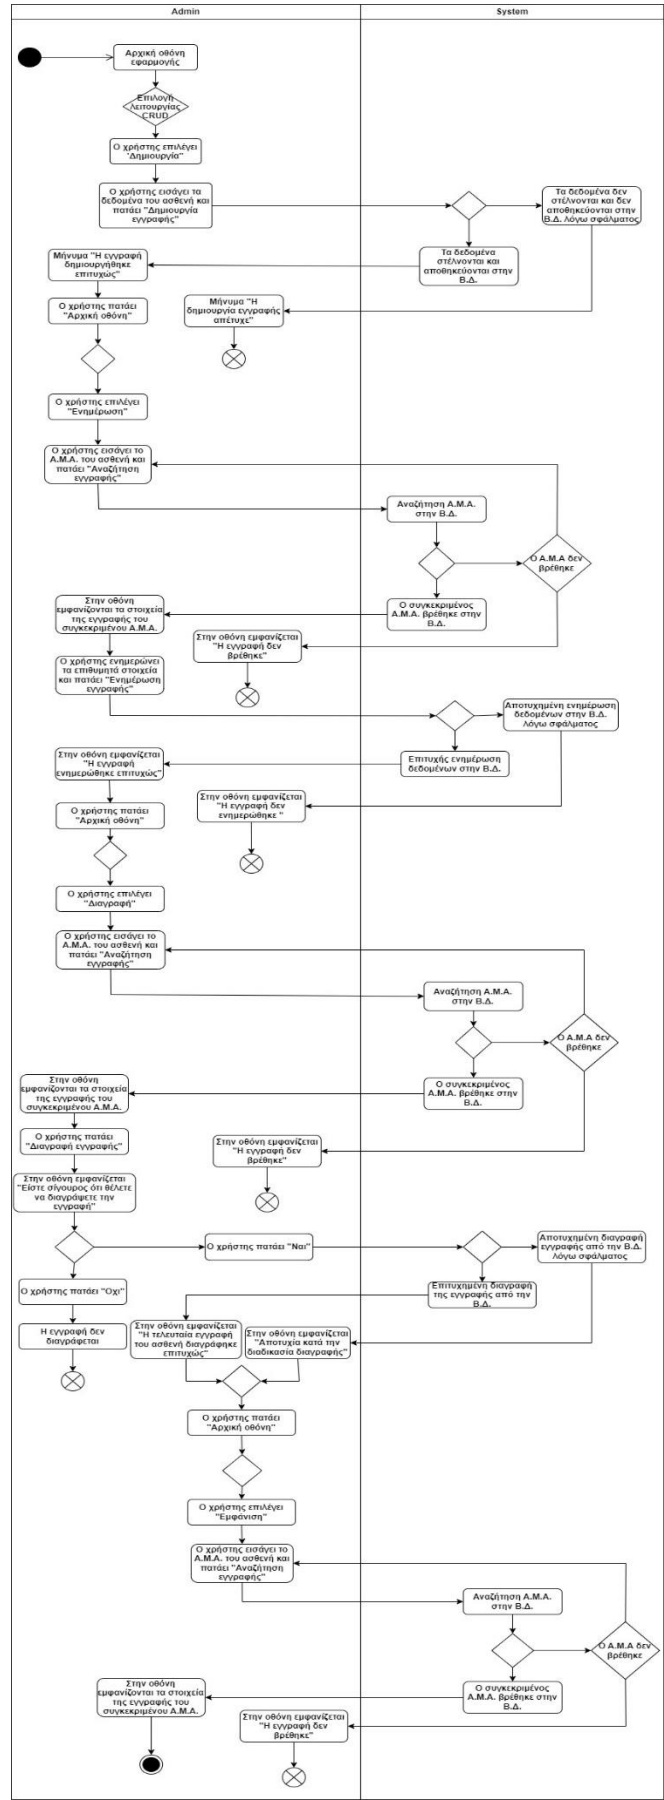 Admin
System
Αρχική οθόνη
εφαρμογής
Επιλογή
λειτουργίας
CRUD
Ο χρήστης επιλέγει
'Δημιουργία"
Ο χρήστης εισάγει τα
δεδομένα του ασθενή και
πατάει "Δημιουργία
εγγραφής"
Τα δεδομένα δεν
στέλνονται και δεν
αποθηκεύονται στην
Β.Δ. λόγω σφάλματος
Τα δεδομένα
στέλνονται και
αποθηκεύονται στην
Β.Δ.
Μήνυμα "Η εγγραφή
δημιουργήθηκε
επιτυχώς"
Ο χρήστης πατάει
"Αρχική οθόνη"
Μήνυμα "Η
δημιουργία εγγραφής
απέτυχε"
Ο χρήστης επιλέγει
"Ενημέρωση"
Ο χρήστης εισάγει το
Α.Μ.Α. του ασθενή και
πατάει "Αναζήτηση
εγγραφής"
Αναζήτηση Α.Μ.Α.
στην Β.Δ.
Ο Α.Μ.Α δεν
βρέθηκε
Ο συγκεκριμένος
Α.Μ.Α. βρέθηκε στην
Β.Δ.
Στην οθόνη
εμφανίζονται τα στοιχεία
της εγγραφής του
συγκεκριμένου Α.Μ.Α.
Στην οθόνη εμφανίζεται
"Η εγγραφή δεν
βρέθηκε"
Ο χρήστης ενημερώνει
τα επιθυμητά στοιχεία
και πατάει "Ενημέρωση
εγγραφής"
Αποτυχημένη ενημέρωση
δεδομένων στην Β.Δ.
λόγω σφάλματος
Επιτυχής ενημέρωση
δεδομένων στην Β.Δ.
Στην οθόνη εμφανίζεται
"Η εγγραφή
ενημερώθηκε επιτυχώς"
Στην οθόνη εμφανίζεται
"Η εγγραφή δεν
ενημερώθηκε "
Ο χρήστης πατάει
"Αρχική οθόνη"
Ο χρήστης επιλέγει
"Διαγραφή"
Ο χρήστης εισάγει το
Α.Μ.Α. του ασθενή και
πατάει "Αναζήτηση
εγγραφής"
Αναζήτηση Α.Μ.Α.
στην Β.Δ.
Ο Α.Μ.Α δεν
βρέθηκε
Ο συγκεκριμένος
Α.Μ.Α. βρέθηκε στην
Β.Δ.
Στην οθόνη
εμφανίζονται τα στοιχεία
της εγγραφής του
συγκεκριμένου Α.Μ.Α.
Ο χρήστης πατάει
"Διαγραφή εγγραφής"
Στην οθόνη εμφανίζεται
"Η εγγραφή δεν
βρέθηκε"
Στην οθόνη εμφανίζεται
"Είστε σίγουρος ότι θέλετε
να διαγράψετε την
εγγραφή"
Ο χρήστης πατάει "Ναι"
Αποτυχημένη διαγραφή
εγγραφής από την Β.Δ.
λόγω σφάλματος
Ο χρήστης πατάει "Όχι"
Επιτυχημένη διαγραφή
της εγγραφής από την
Β.Δ.
Η εγγραφή δεν
διαγράφεται
Στην οθόνη εμφανίζεται
"Η τελευταία εγγραφή
του ασθενή διαγράφηκε
επιτυχώς"
Στην οθόνη εμφανίζεται
"Αποτυχία κατά την
διαδικασία διαγραφής"
Ο χρήστης πατάει
"Αρχική οθόνη"
Ο χρήστης επιλέγει
"Εμφάνιση"
Ο χρήστης εισάγει το
Α.Μ.Α. του ασθενή και
πατάει "Αναζήτηση
εγγραφής"
Αναζήτηση Α.Μ.Α.
στην Β.Δ.
Ο Α.Μ.Α δεν
βρέθηκε
Ο συγκεκριμένος
Α.Μ.Α. βρέθηκε στην
Β.Δ.
Στην οθόνη
εμφανίζονται τα στοιχεία
της εγγραφής του
συγκεκριμένου Α.Μ.Α.
Στην οθόνη εμφανίζεται
"Η εγγραφή δεν
βρέθηκε"